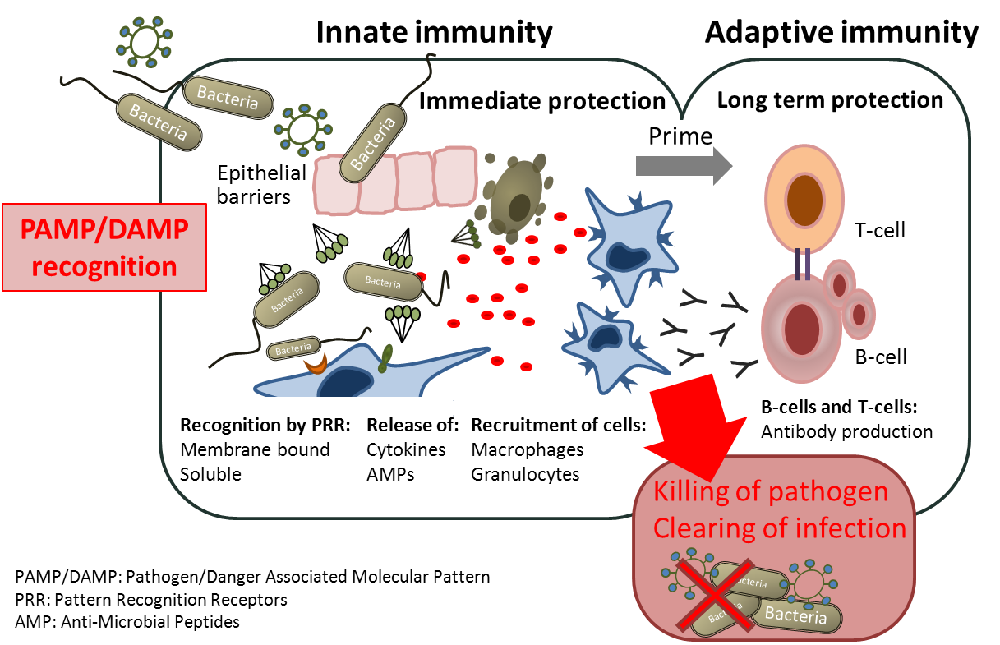 Innate immunity
Adaptive immunity
Bacteria
Bacteria
Bacteria
Immediate protection
Long term protection
Prime
Epithelial
barriers
PAMP/DAMP
recognition
T-cell
Bacteria
Bacteria
Bacteria
B-cell
Recognition by PRR:
Membrane bound
Soluble
Release of:
Cytokines
AMPs
Recruitment of cells:
Macrophages
Granulocytes
B-cells and T-cells:
Antibody production
Killing of pathogen
Clearing of infection
Bacteria
Bacteria
Bacteria
PAMP/DAMP: Pathogen/Danger Associated Molecular Pattern
PRR: Pattern Recognition Receptors
AMP: Anti-Microbial Peptides